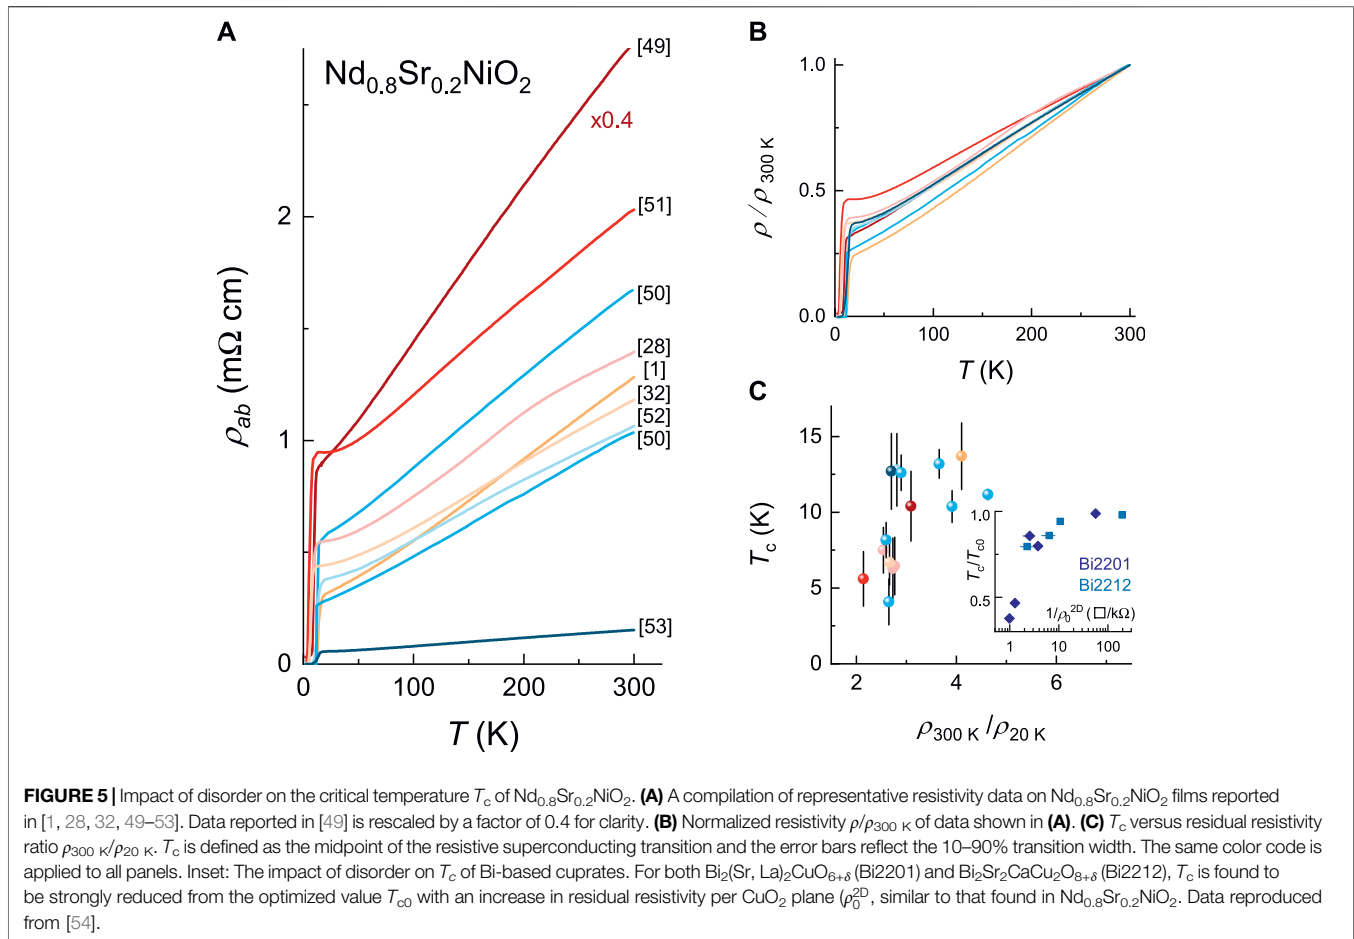 A
Nd0.8Sr0.2NiO2
[49]
x0.4
[51]
[50]
[28]
[1]
[32]
[52]
[50]
[53]
2
1
0
0
100
200
300
ρab (mΩ cm)
T (K)
B
1.0
0.5
0.0
0
100
200
300
ρ / ρ300 K
T (K)
C
15
10
5
0
2
4
6
Tc (K)
ρ300 K /ρ20 K
1.0
0.5
Tc/Tc0
Bi2201
Bi2212
1/ρ0 2D (□/kΩ)
1
10
100
FIGURE 5 | Impact of disorder on the critical temperature Tc of Nd0.8Sr0.2NiO2. (A) A compilation of representative resistivity data on Nd0.8Sr0.2NiO2 films reported
in [1, 28, 32, 49–53]. Data reported in [49] is rescaled by a factor of 0.4 for clarity. (B) Normalized resistivity ρ/ρ300 K of data shown in (A). (C) Tc versus residual resistivity
ratio ρ300 K/ρ20 K. Tc is defined as the midpoint of the resistive superconducting transition and the error bars reflect the 10–90% transition width. The same color code is
applied to all panels. Inset: The impact of disorder on Tc of Bi-based cuprates. For both Bi2(Sr, La)2CuO6+δ (Bi2201) and Bi2Sr2CaCu2O8+δ (Bi2212), Tc is found to
be strongly reduced from the optimized value Tc0 with an increase in residual resistivity per CuO2 plane (ρ0 2D, similar to that found in Nd0.8Sr0.2NiO2. Data reproduced
from [54].